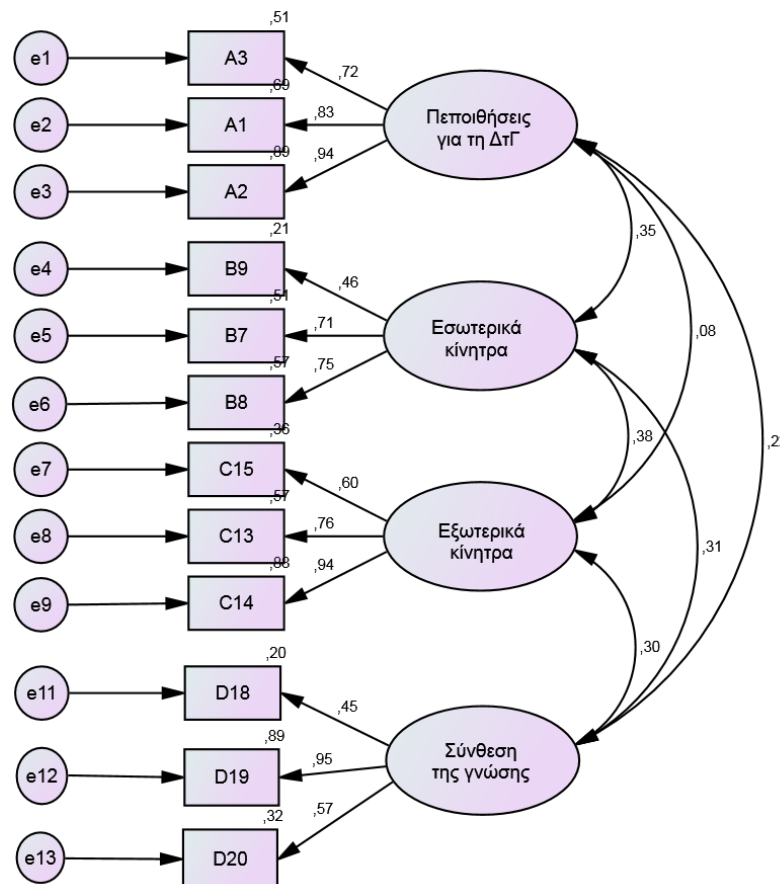 ,51
e1
A3
,72
,69
e2
A1
,83
Πεποιθήσεις
για τη ΔτΓ
,89
e3
A2
,94
,21
,35
e4
B9
,46
,51
e5
B7
,71
Εσωτερικά
κίνητρα
,08
,57
e6
B8
,75
,36
,38
,2
e7
C15
,60
,57
e8
C13
,76
Εξωτερικά
κίνητρα
,31
,88
e9
C14
,94
,30
,20
e11
D18
,45
,89
e12
D19
,95
Σύνθεση
της γνώσης
,32
,57
e13
D20